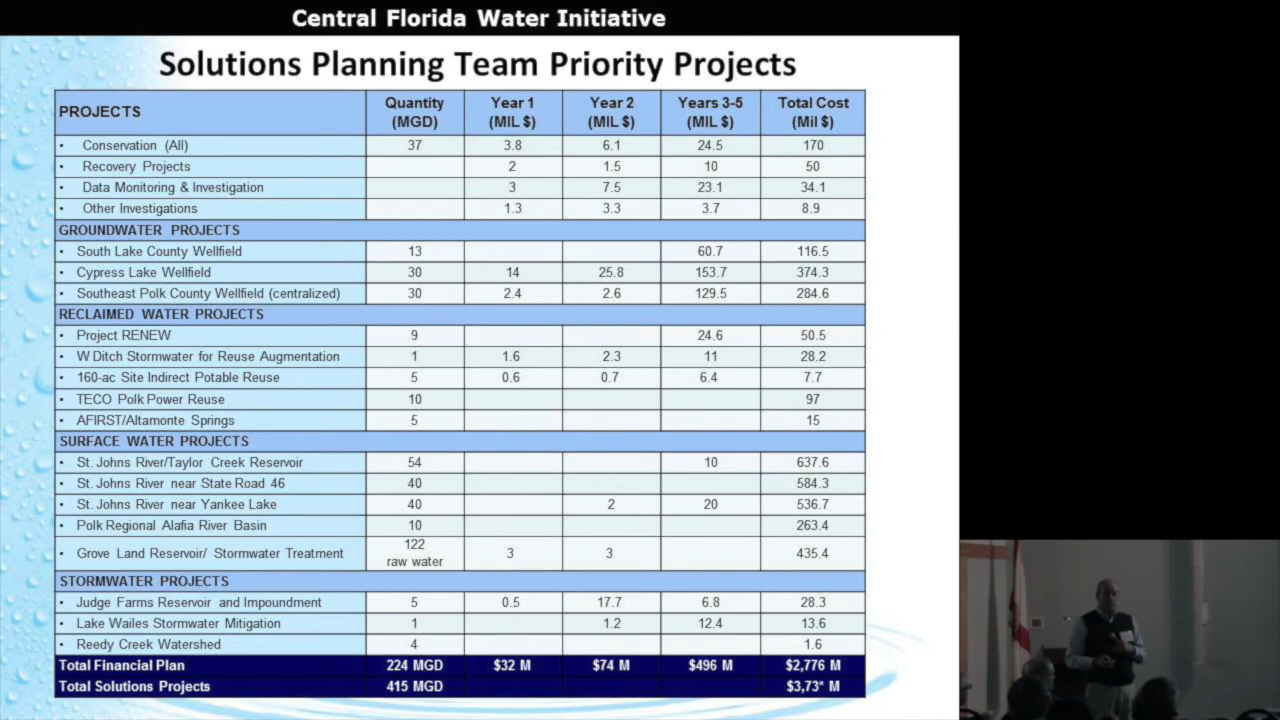 Central Florida Water Initiative
Solutions Planning Team Priority Projects
PROJECTS Quantity (MGD) Year 1 (MIL $) Year 2 (MIL $) Years 3-5 (MIL $) Total Cost (Mil $)
• Conservation (All) 37 3.8 6.1 24.5 170
• Recovery Projects 2 1.5 10 50
• Data Monitoring & Investigation 3 7.5 23.1 34.1
• Other Investigations 1.3 3.3 3.7 8.9
GROUNDWATER PROJECTS
• South Lake County Wellfield 13 60.7 116.5
• Cypress Lake Wellfield 30 14 25.8 153.7 374.3
• Southeast Polk County Wellfield (centralized) 30 2.4 2.6 129.5 284.6
RECLAIMED WATER PROJECTS
• Project RENEW 9 24.6 50.5
• W Ditch Stormwater for Reuse Augmentation 1 1.6 2.3 11 28.2
• 160-ac Site Indirect Potable Reuse 5 0.6 0.7 6.4 7.7
• TECO Polk Power Reuse 10 97
• AFIRST/Altamonte Springs 5 15
SURFACE WATER PROJECTS
• St. Johns River/Taylor Creek Reservoir 54 10 637.6
• St. Johns River near State Road 46 40 584.3
• St. Johns River near Yankee Lake 40 2 20 536.7
• Polk Regional Alafia River Basin 10 263.4
• Grove Land Reservoir/ Stormwater Treatment 122 raw water 3 3 435.4
STORMWATER PROJECTS
• Judge Farms Reservoir and Impoundment 5 0.5 17.7 6.8 28.3
• Lake Wailes Stormwater Mitigation 1 1.2 12.4 13.6
• Reedy Creek Watershed 4 1.6
Total Financial Plan 224 MGD $32 M $74 M $496 M $2,776 M
Total Solutions Projects 415 MGD $3,73* M